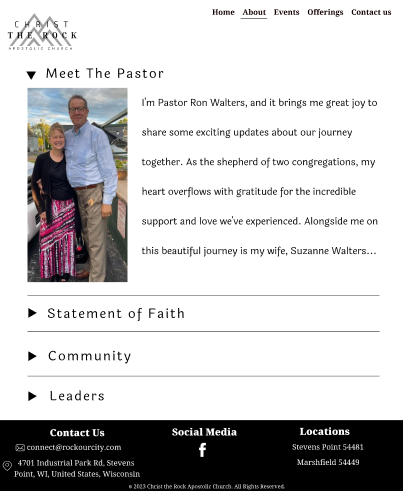 Home About Events Offerings Contact us
CHRIST
THE ROCK
APOSTOLIC CHURCH
Meet The Pastor
I'm Pastor Ron Walters, and it brings me great joy to
share some exciting updates about our journey
together. As the shepherd of two congregations, my
heart overflows with gratitude for the incredible
support and love we've experienced. Alongside me on
this beautiful journey is my wife, Suzanne Walters...
Statement of Faith
Community
Leaders
Contact Us
connect@rockourcity.com
4701 Industrial Park Rd, Stevens
Point, WI, United States, Wisconsin
Social Media
Locations
Stevens Point 54481
Marshfield 54449
© 2023 Christ the Rock Apostolic Church. All Rights Reserved.